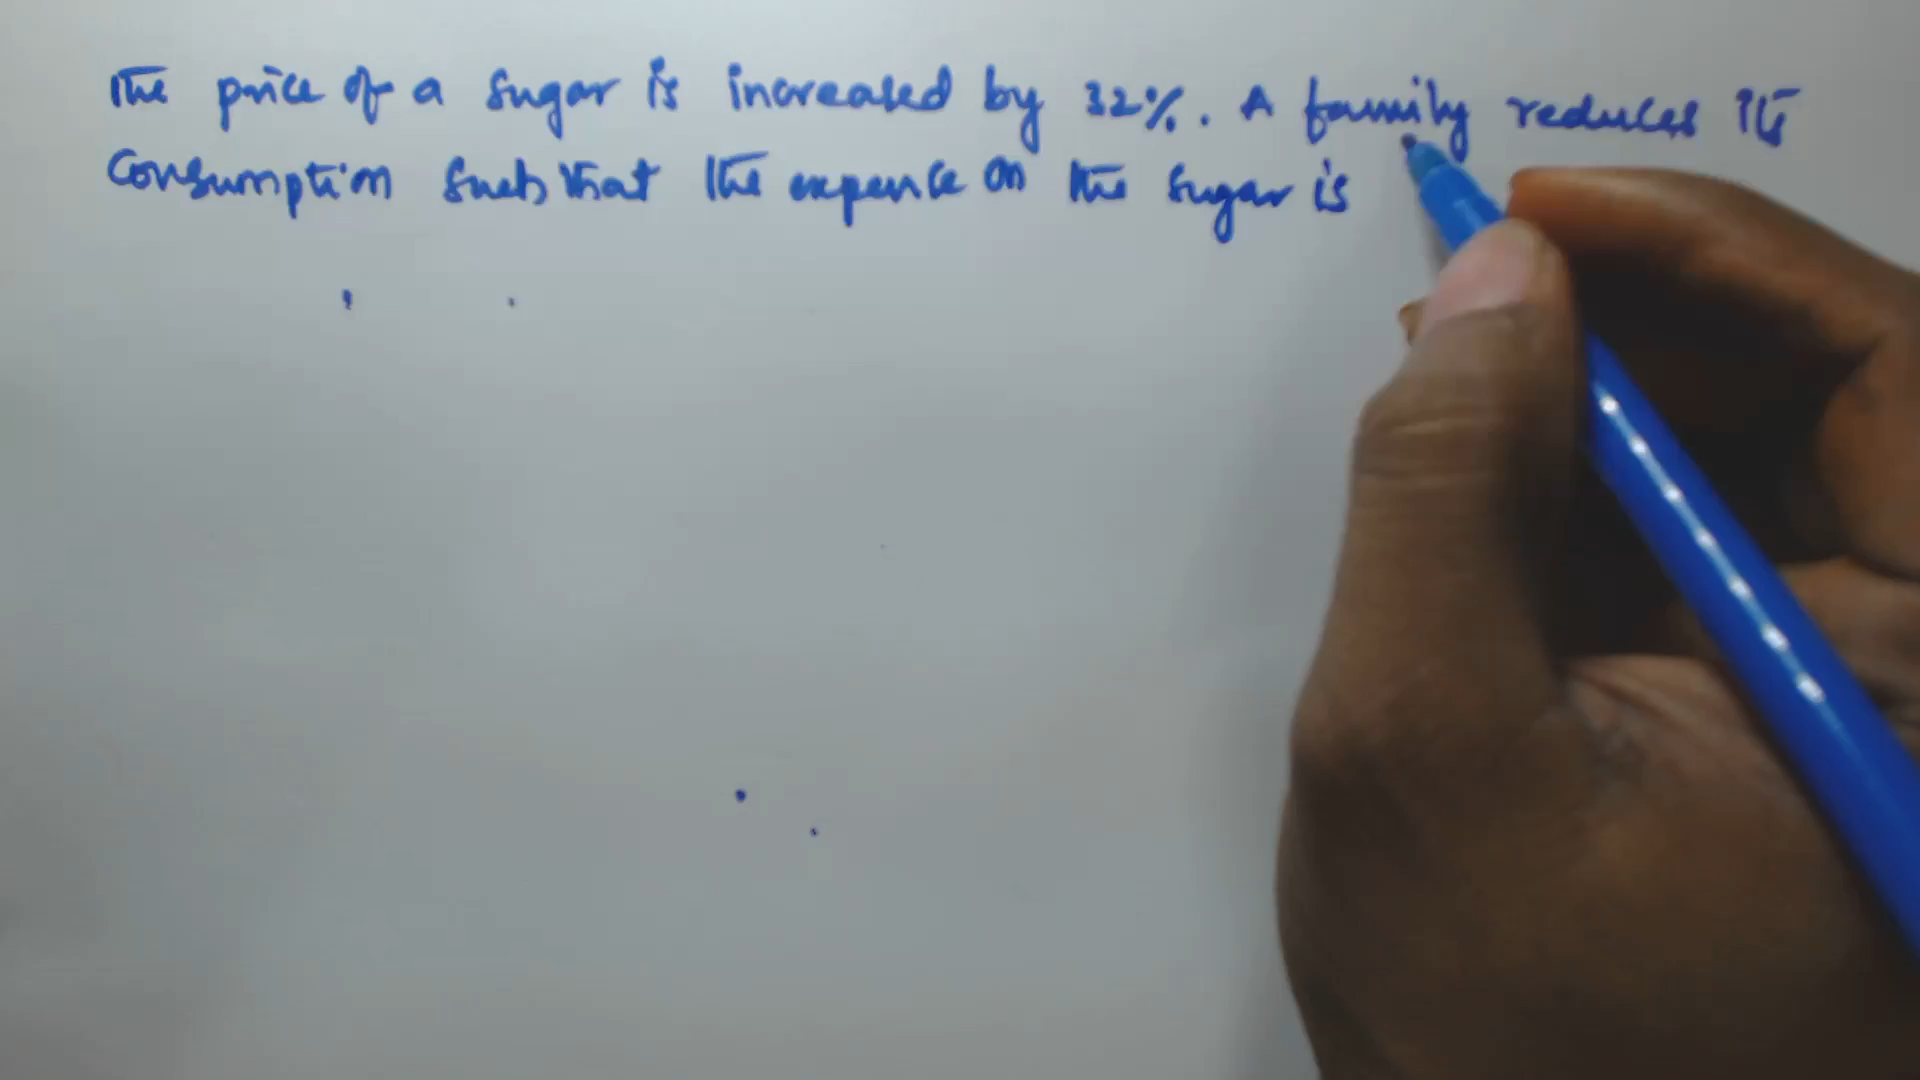 The price of a sugar is increased by 32%. A family reduces its
consumption such that the expence on the sugar is